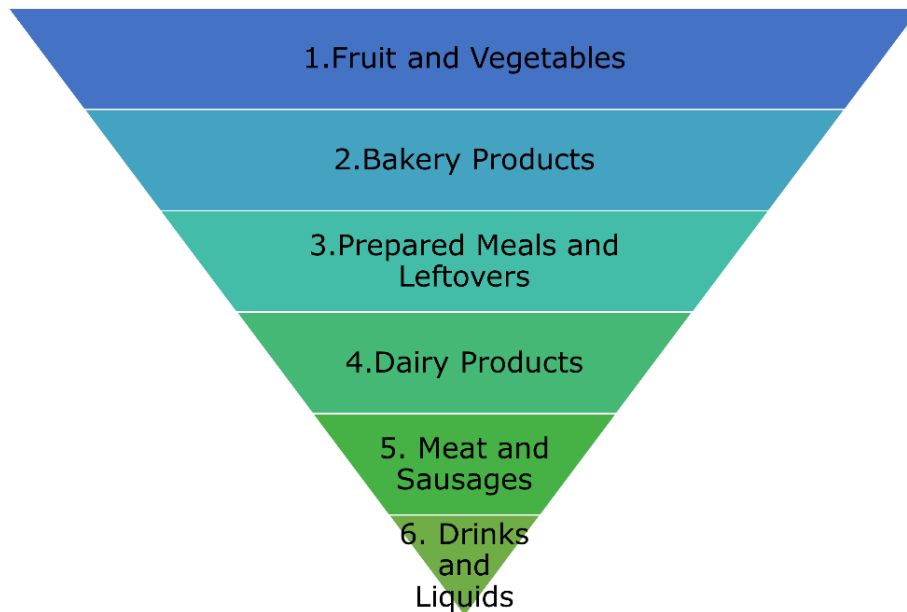 1.Fruit and Vegetables
2.Bakery Products
3.Prepared Meals and
Leftovers
4.Dairy Products
5. Meat and
Sausages
6. Drinks
and
Liquids